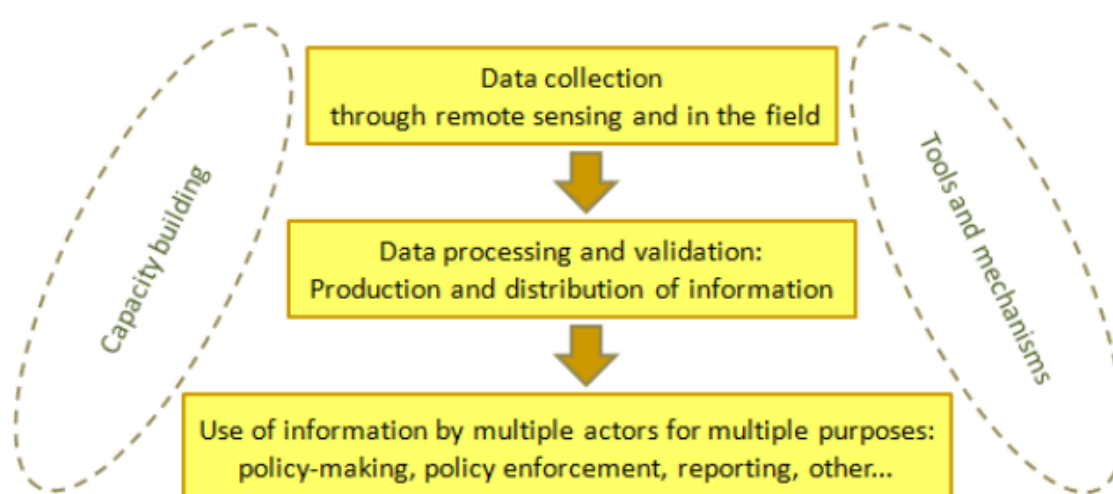 Data collection
through remote sensing and in the field
Capacity building
Tools and mechanisms
Data processing and validation:
Production and distribution of information
Use of information by multiple actors for multiple purposes:
policy-making, policy enforcement, reporting, other...